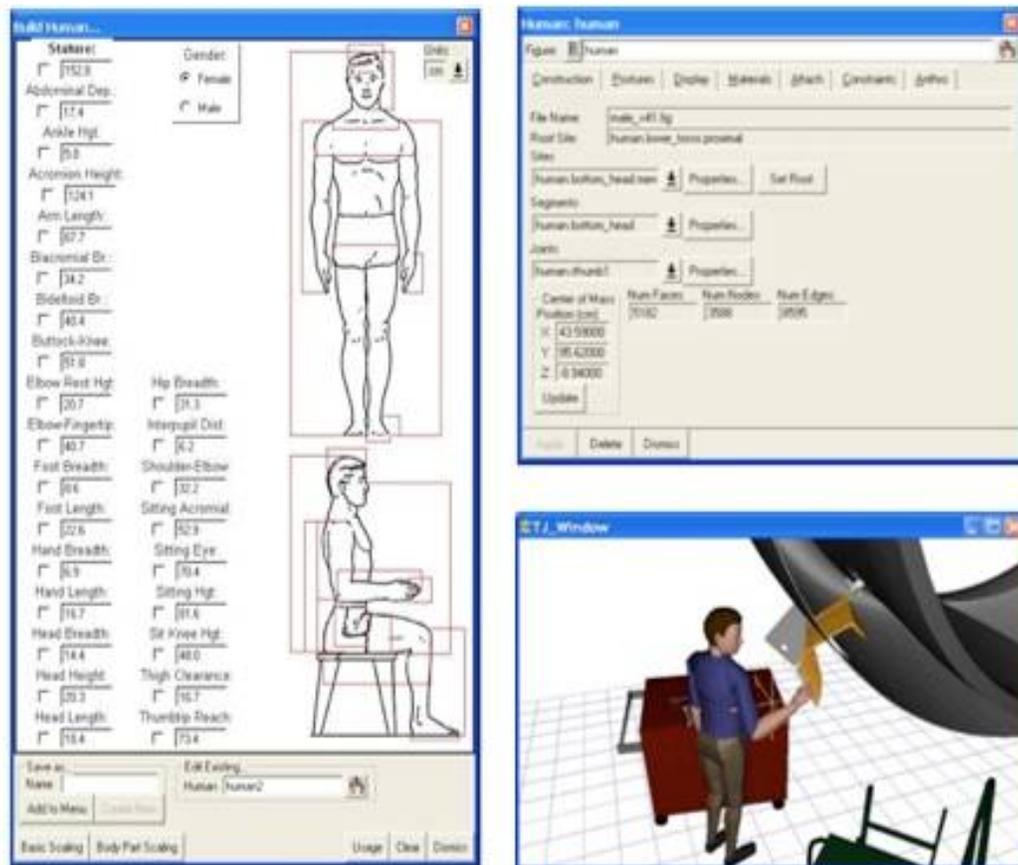 Build Human...
Stature:
152.8
Abdominal Dep.:
17.4
Ankle Hgt:
5.8
Acromion Height:
124.1
Arm Length:
67.7
Biacromial Br.:
34.2
Bideltoid Br.:
40.4
Buttock-Knee:
51.8
Elbow Rest Hgt:
20.7
Elbow-Fingertip:
40.7
Foot Breadth:
8.6
Foot Length:
22.6
Hand Breadth:
6.9
Hand Length:
16.7
Head Breadth:
14.4
Head Height:
20.3
Head Length:
18.4
Gender:
Female
Male
Units:
cm
Hip Breadth:
31.3
Interpupil Dist:
6.2
Shoulder-Elbow
32.2
Sitting Acromial:
52.9
Sitting Eye:
70.4
Sitting Hgt:
81.6
Sit Knee Hgt:
48.0
Thigh Clearance:
16.7
Thumbtip Reach:
73.4
Save as...
Name
Add to Menu
Create New
Edit Existing...
Human: human2
Basic Scaling
Body Part Scaling
Usage
Clear
Dismiss
Human: human
Figure: human
Construction
Postures
Display
Materials
Attach
Constraints
Anthro
File Name:
Root Site: human.lower_torso.proximal
Sites
Properties...
Set Root
Segments:
human.bottom_head
Properties...
Joints:
Properties...
Center of Mass
Position (cm)
X: 43.59000
Y: 95.62000
Num Faces
Num Nodes
3588
Num Edges
8595
Update
Apply
Delete
Dismiss
TJ_Window